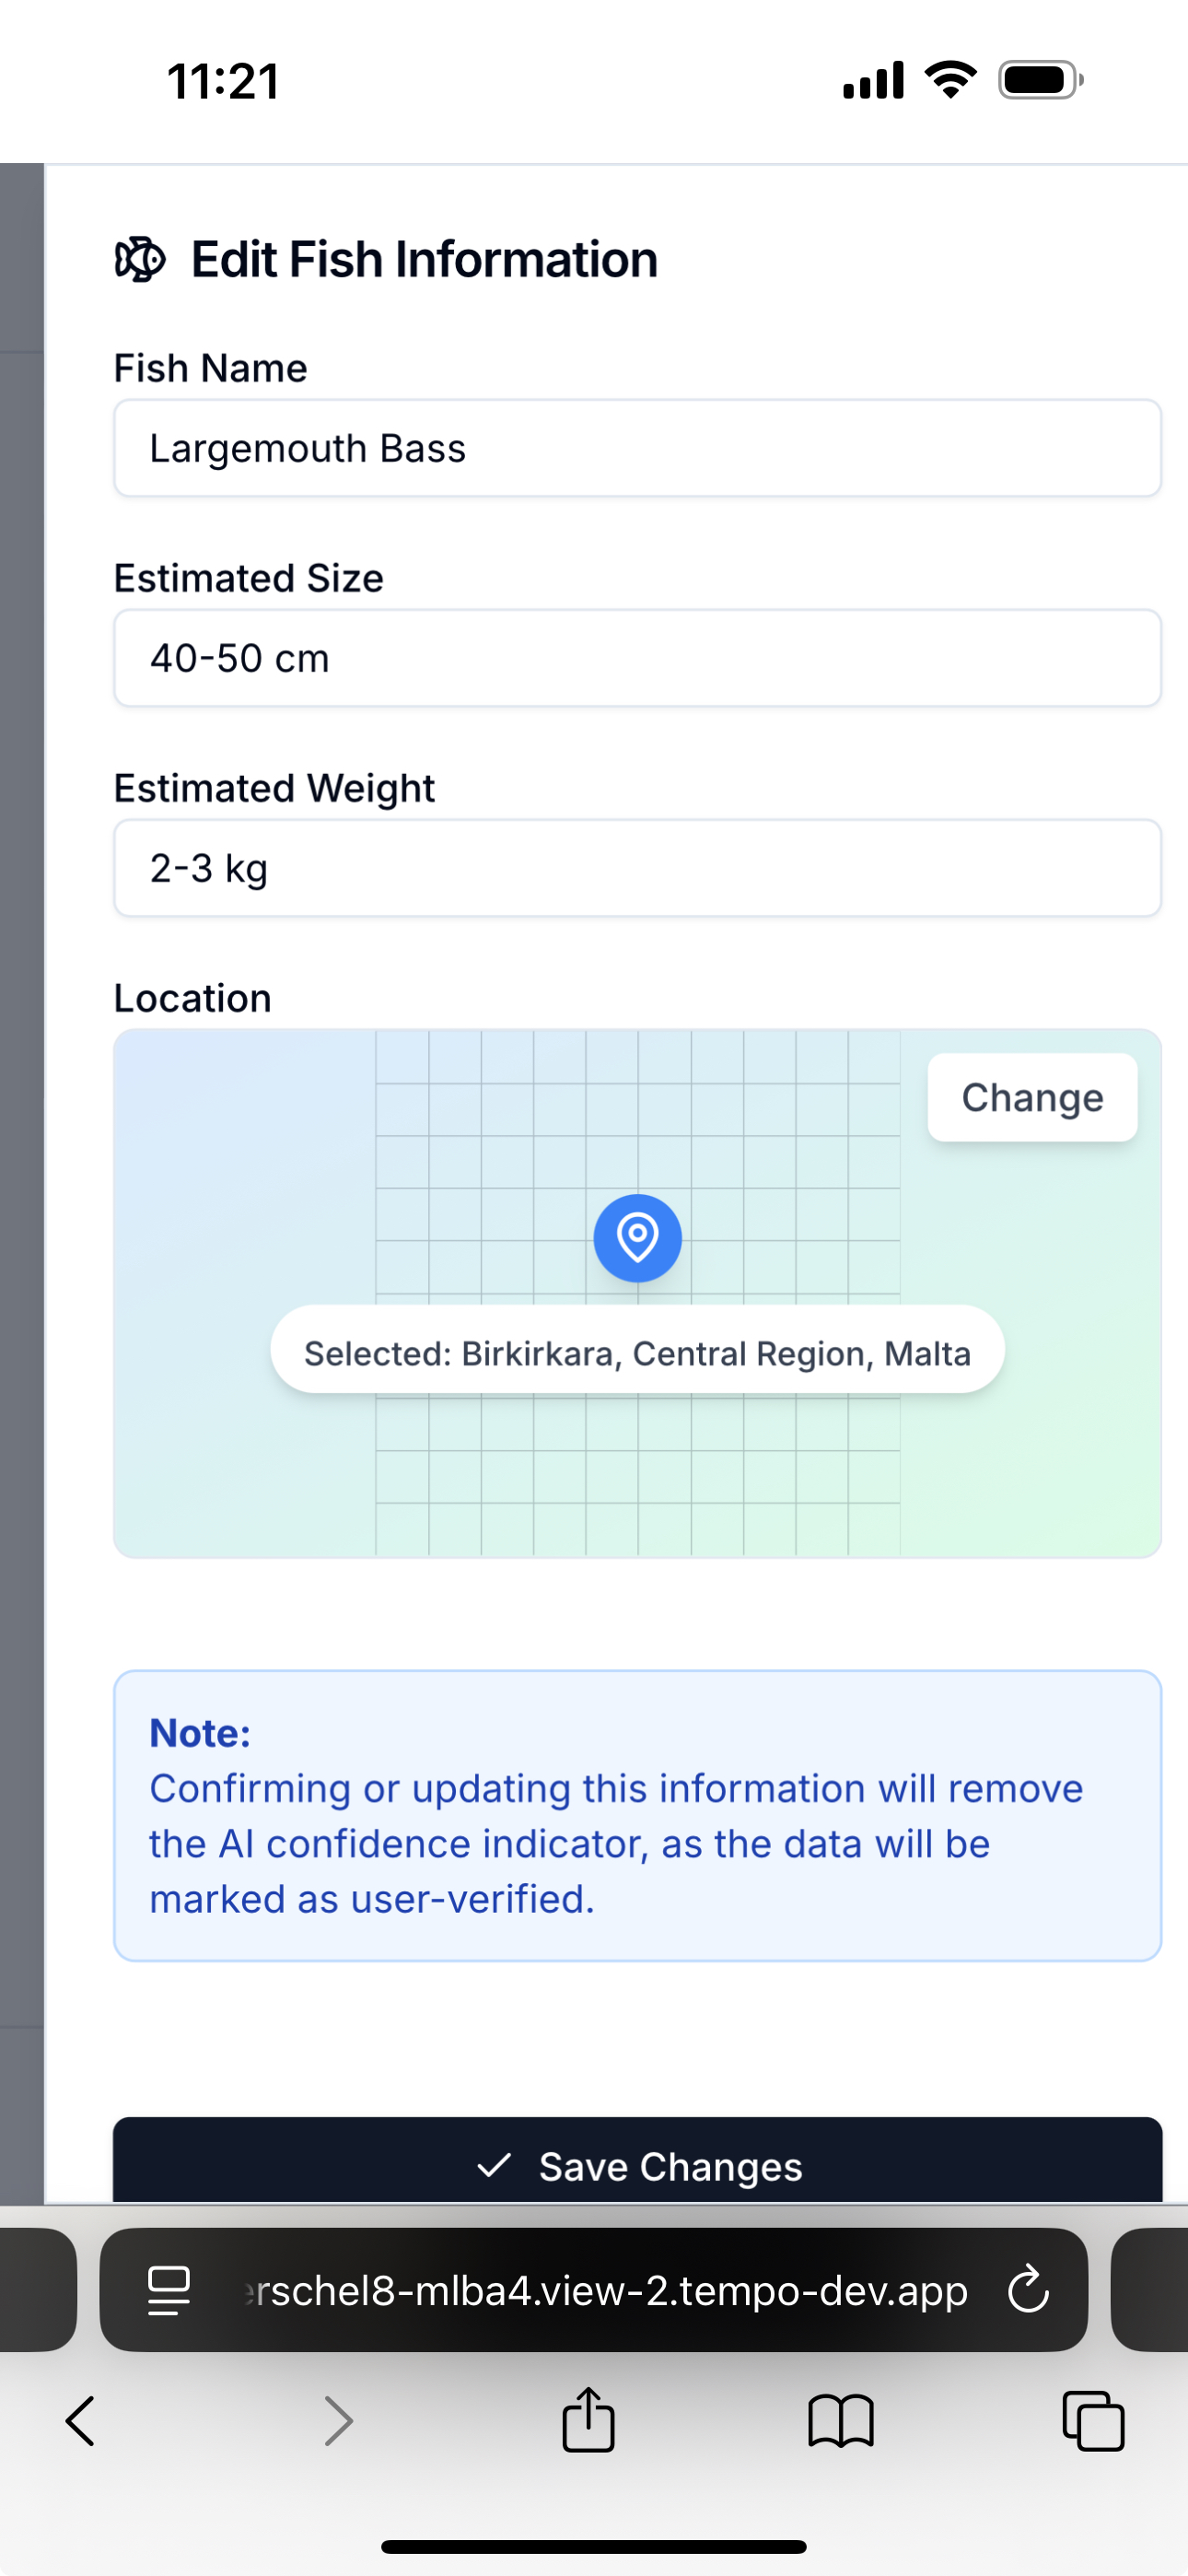 11:21
Edit Fish Information
Fish Name
Largemouth Bass
Estimated Size
40-50 cm
Estimated Weight
2-3 kg
Location
Change
Selected: Birkirkara, Central Region, Malta
Note:
Confirming or updating this information will remove
the AI confidence indicator, as the data will be
marked as user-verified.
Save Changes
erschel8-mlba4.view-2.tempo-dev.app